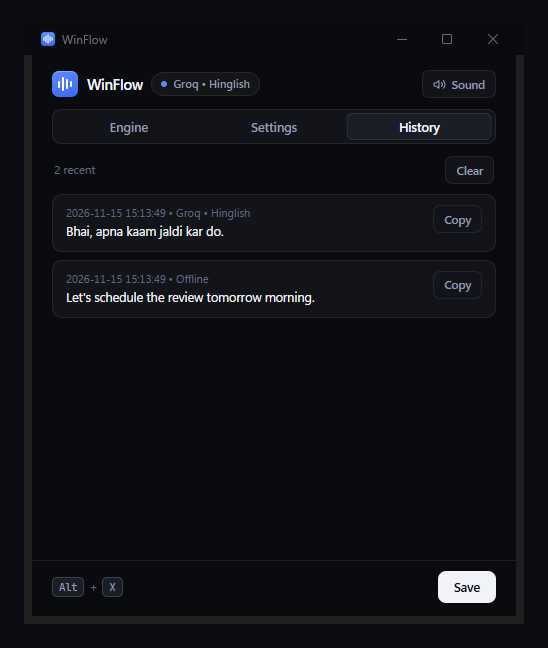 WinFlow
WinFlow
Groq • Hinglish
Sound
Engine
Settings
History
2 recent
Clear
2026-11-15 15:13:49 • Groq • Hinglish
Bhai, apna kaam jaldi kar do.
Copy
2026-11-15 15:13:49 • Offline
Let's schedule the review tomorrow morning.
Copy
Alt + X
Save